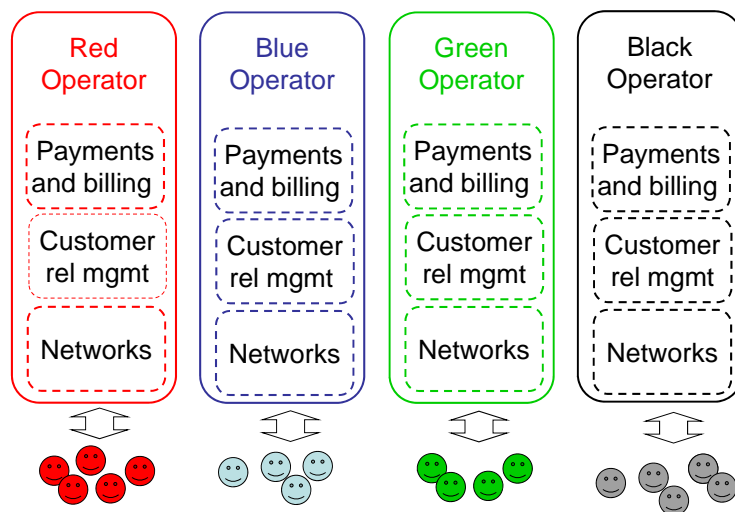 Red
Operator
Payments
and billing
Customer
rel mgmt
Networks
Blue
Operator
Payments
and billing
Customer
rel mgmt
Networks
Green
Operator
Payments
and billing
Customer
rel mgmt
Networks
Black
Operator
Payments
and billing
Customer
rel mgmt
Networks